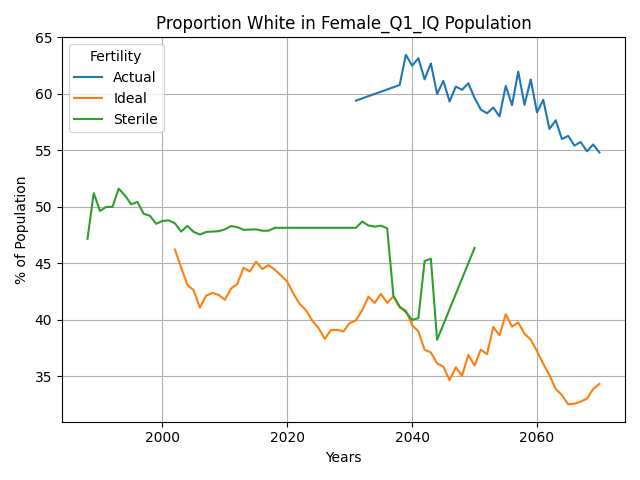 Proportion White in Female_Q1_IQ Population
% of Population
65
60
55
50
45
40
35
Fertility
Actual
Ideal
Sterile
2000
2020
2040
2060
Years